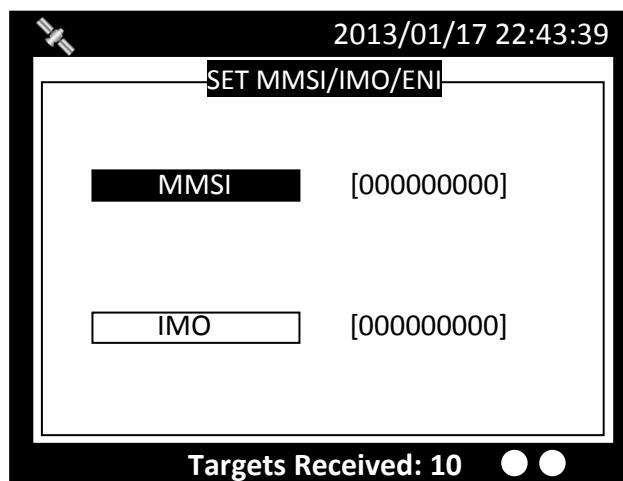 2013/01/17 22:43:39
SET MMSI/IMO/ENI
MMSI [000000000]
IMO [000000000]
Targets Received: 10